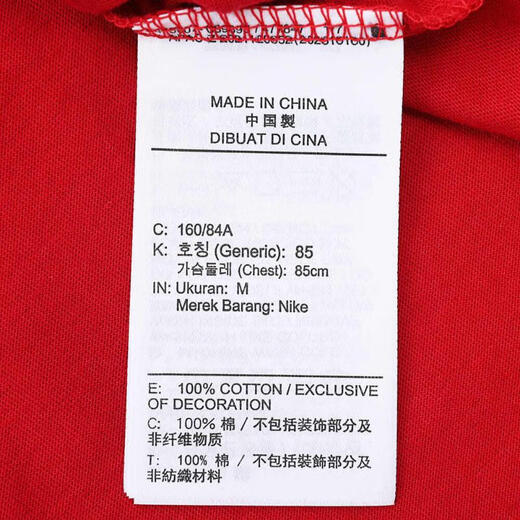 MADE IN CHINA
中国製
DIBUAT DI CINA
C: 160/84A
K: 호칭 (Generic): 85
가슴둘레 (Chest): 85cm
IN: Ukuran: M
Merek Barang: Nike
E: 100% COTTON / EXCLUSIVE
OF DECORATION
C: 100% 棉 / 不包括装饰部分及
非纤维物质
T: 100% 棉 / 不包括裝飾部分及
非紡織材料